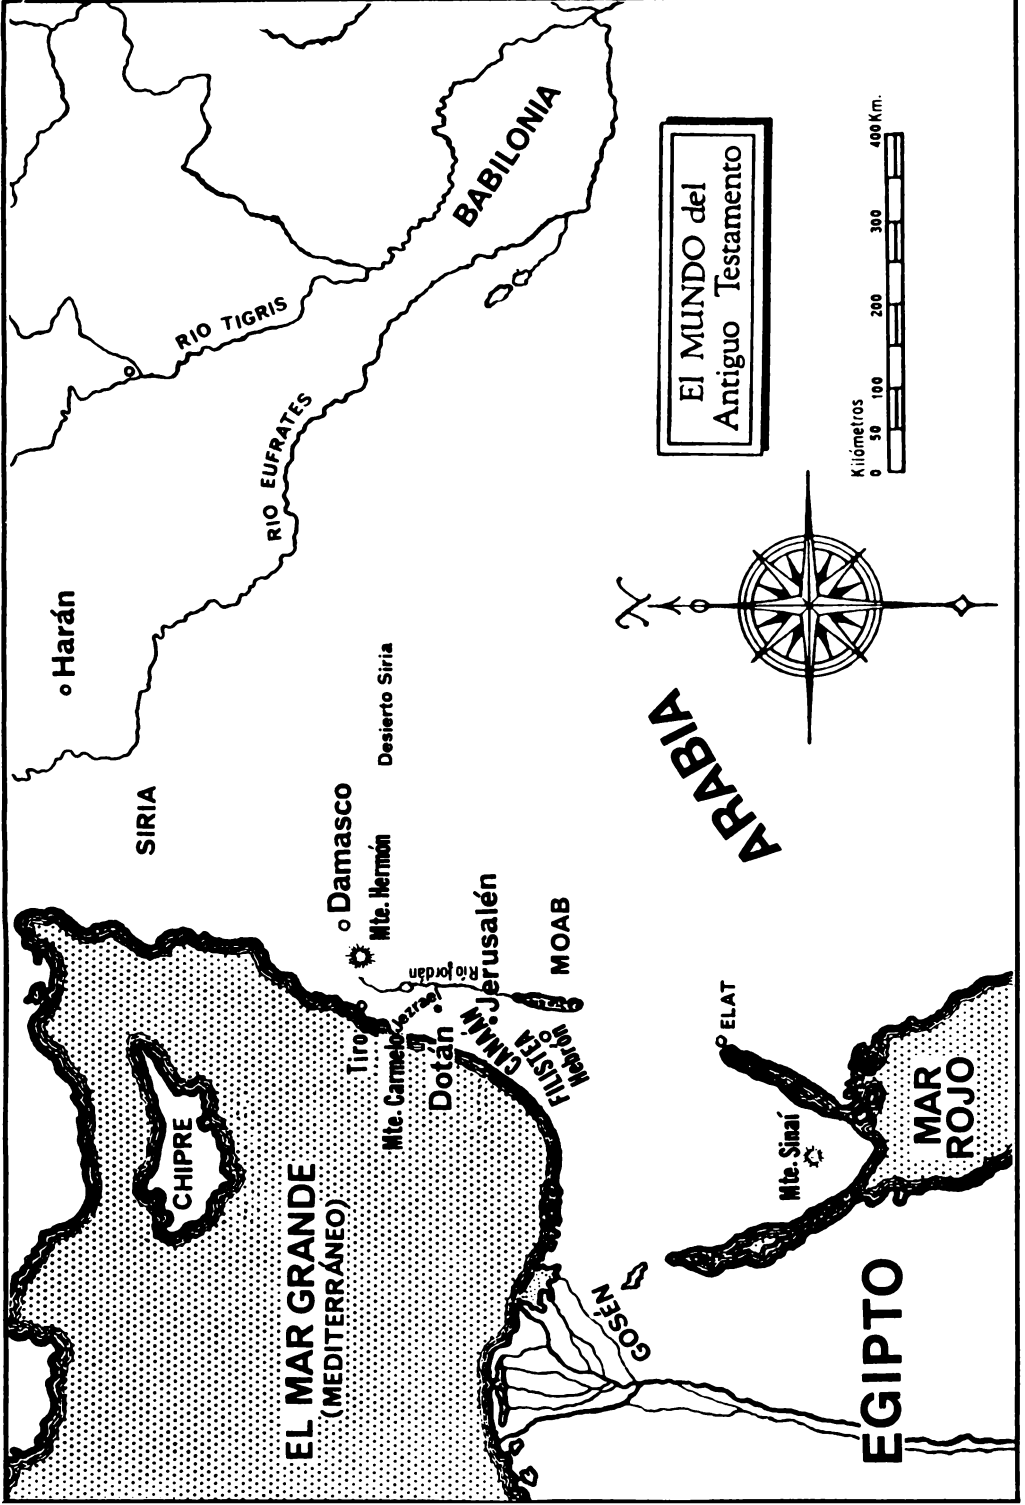 El MUNDO del
Antiguo Testamento
Kilómetros
0 50 100 200 300 400 Km.
N
Harán
SIRIA
RIO TIGRIS
RIO EUFRATES
BABILONIA
CHIPRE
EL MAR GRANDE
(MEDITERRÁNEO)
Damasco
Mte. Hermón
Desierto Siria
Tiro
Mte. Carmelo
Jezrael
Río Jordán
Dotán
CANAÁN
Jerusalén
FILISTEA
Hebrón
MOAB
ARABIA
ELAT
Mte. Sinaí
GOSÉN
EGIPTO
MAR
ROJO